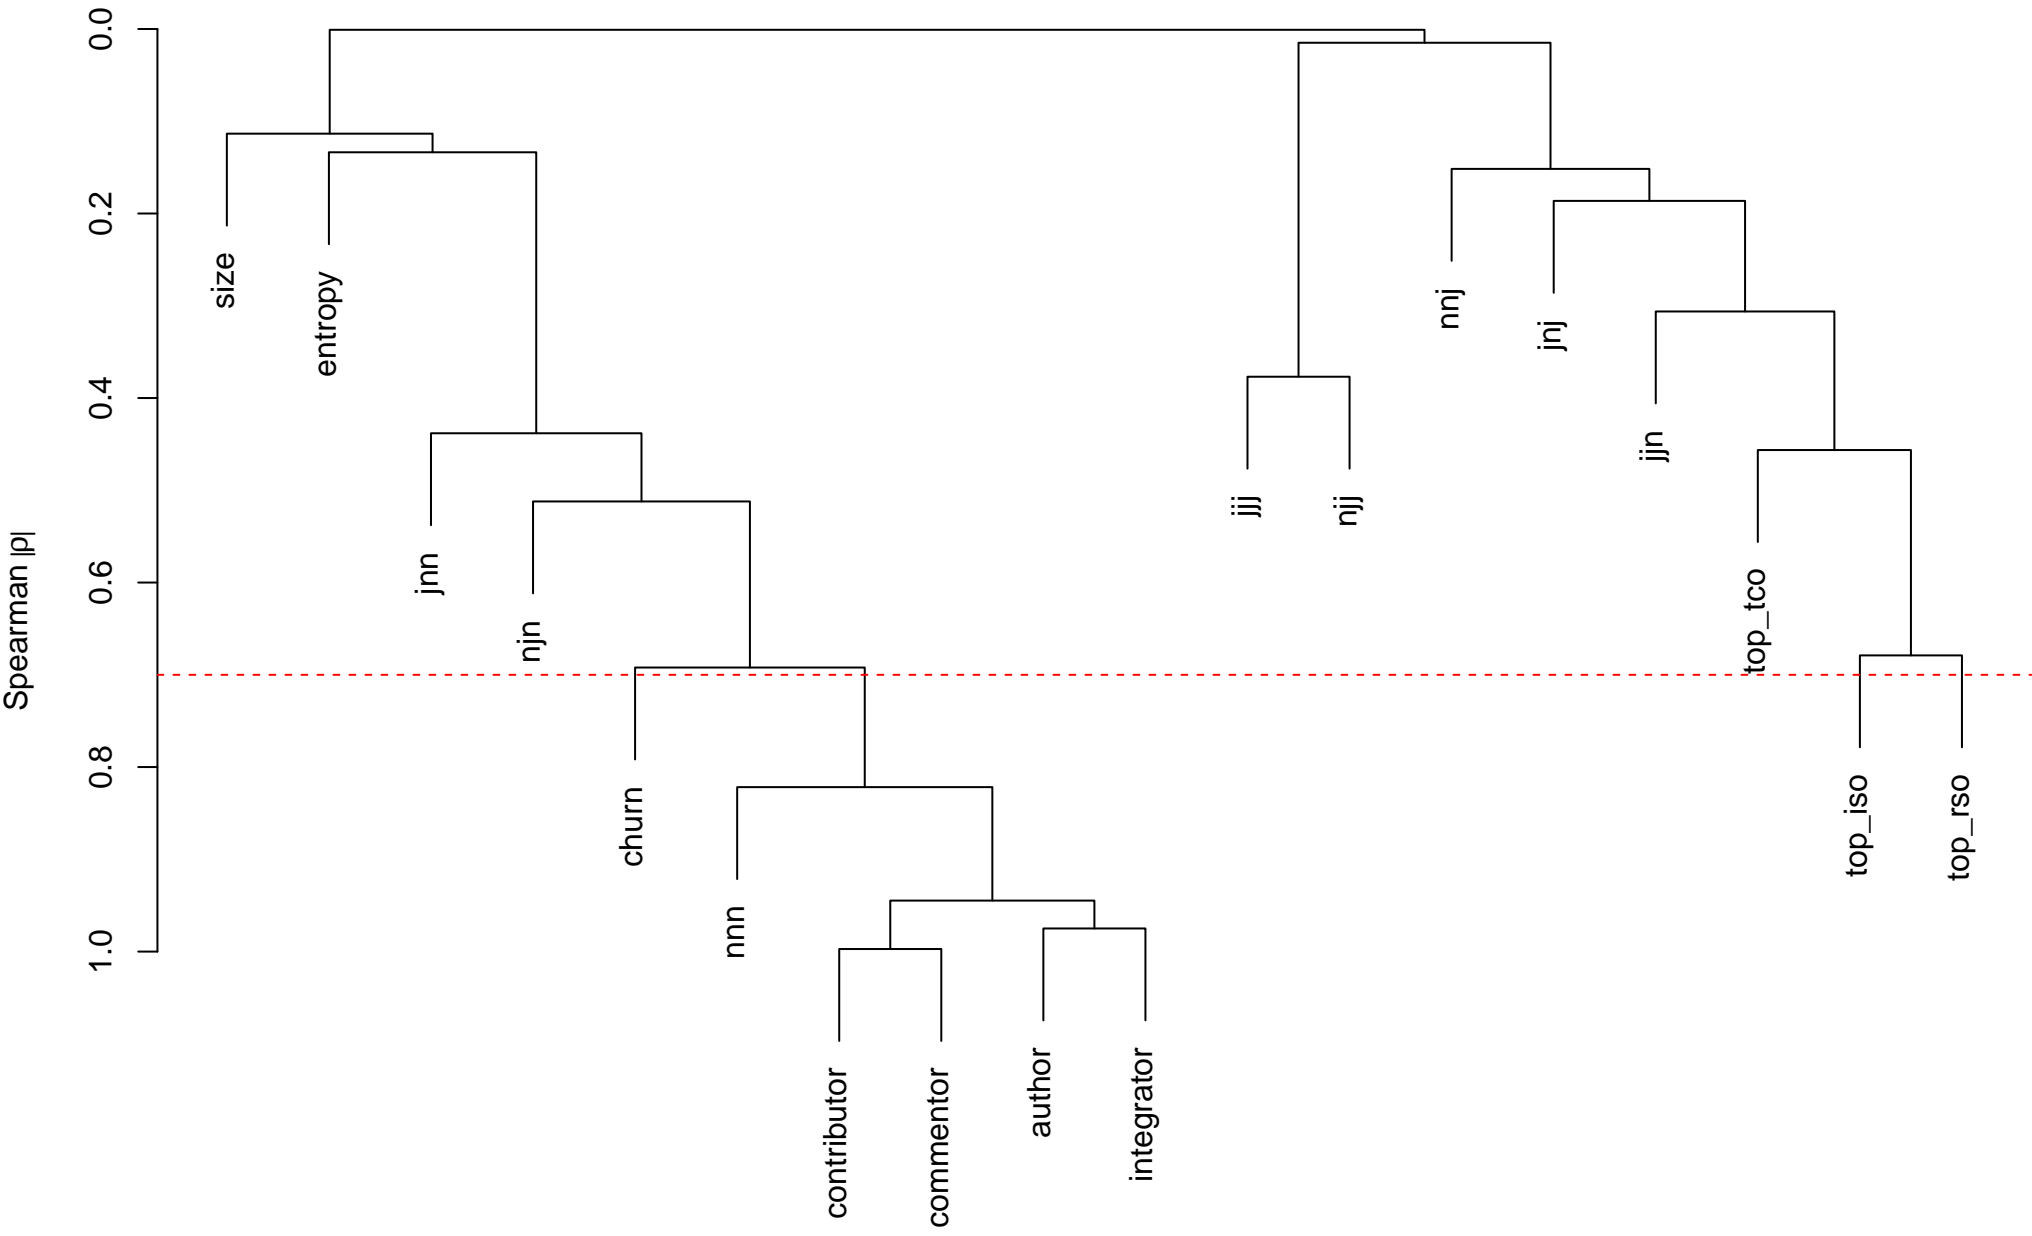 Spearman |ρ|
0.0
0.2
0.4
0.6
0.8
1.0
size
entropy
jnn
njn
churn
nnn
contributor
commentor
author
integrator
jjj
njj
nnj
jnj
jjn
top_tco
top_iso
top_rso